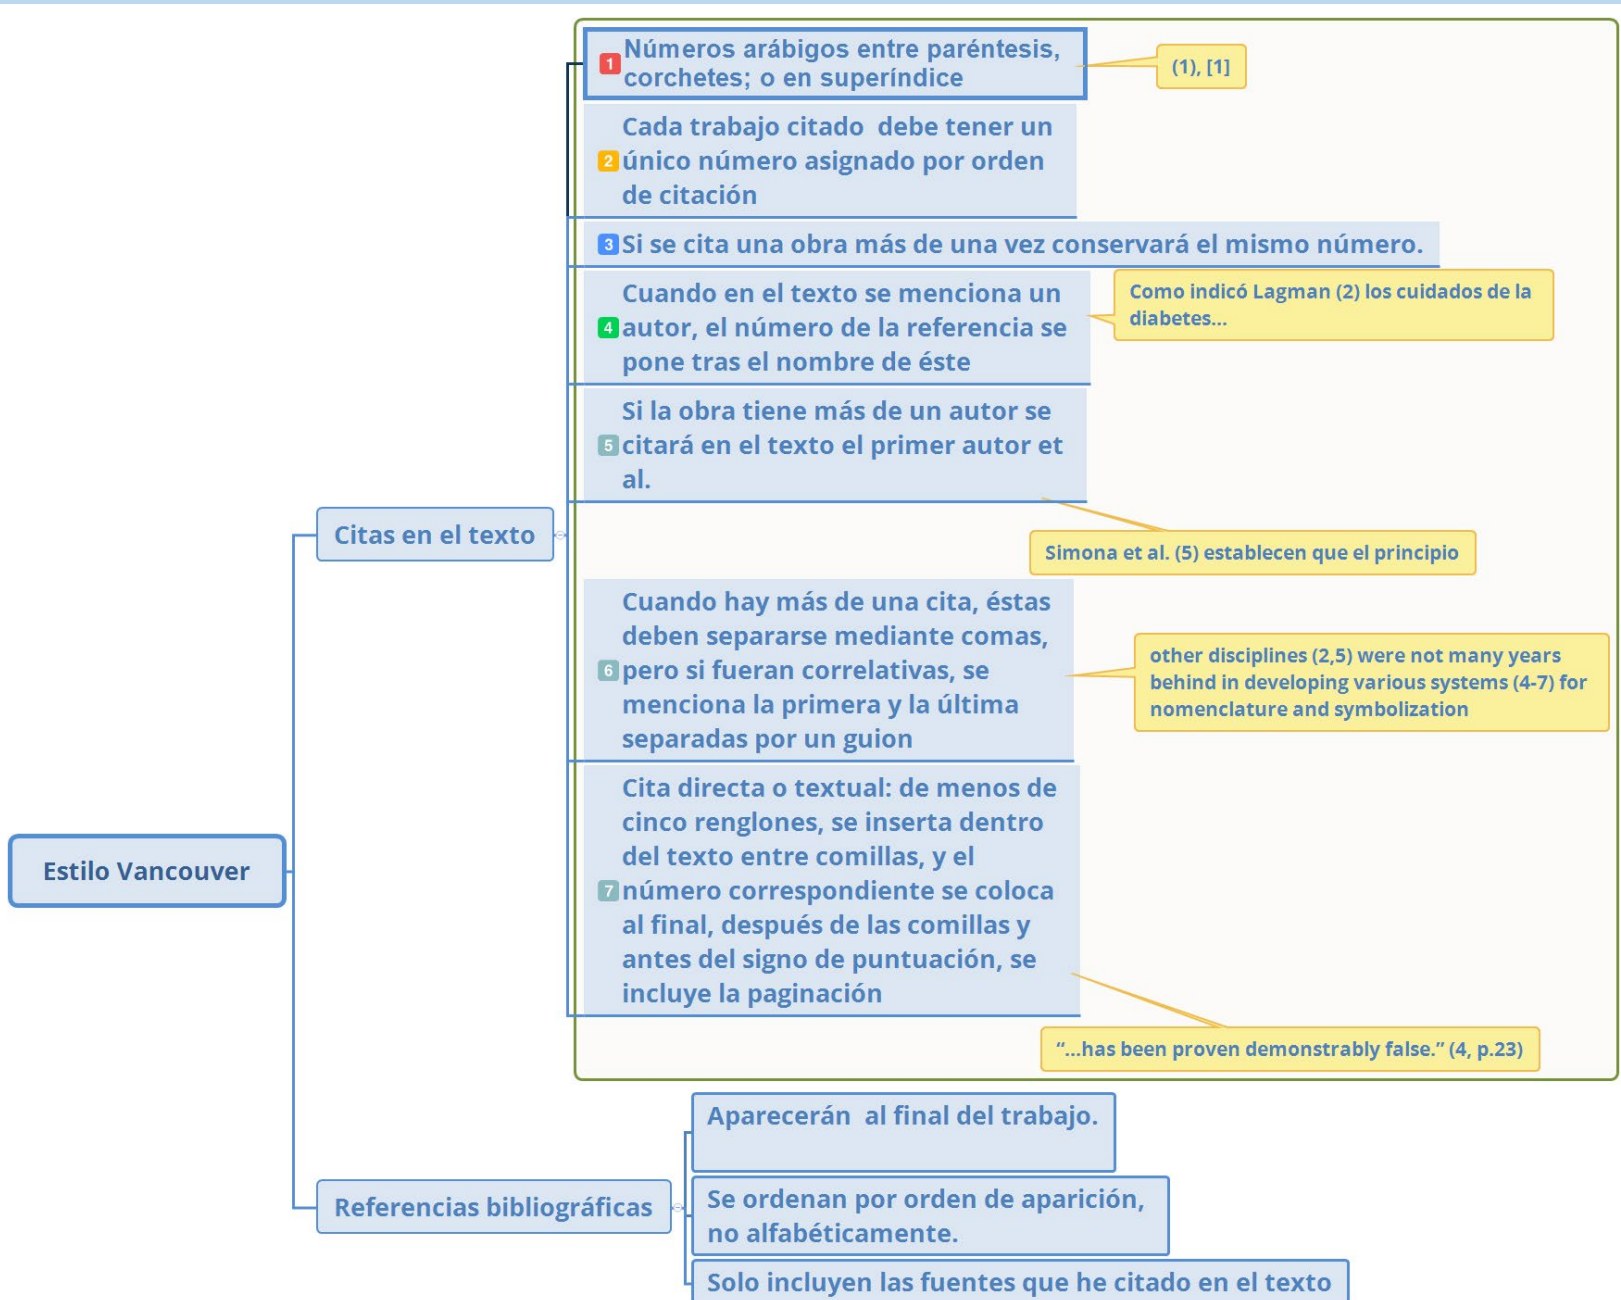 1 Números arábigos entre paréntesis,
corchetes; o en superíndice
(1), [1]
Cada trabajo citado debe tener un
2 único número asignado por orden
de citación
3 Si se cita una obra más de una vez conservará el mismo número.
Cuando en el texto se menciona un
4 autor, el número de la referencia se
pone tras el nombre de éste
Como indicó Lagman (2) los cuidados de la
diabetes...
Si la obra tiene más de un autor se
5 citará en el texto el primer autor et
al.
Simona et al. (5) establecen que el principio
Citas en el texto
Cuando hay más de una cita, éstas
deben separarse mediante comas,
6 pero si fueran correlativas, se
menciona la primera y la última
separadas por un guion
other disciplines (2,5) were not many years
behind in developing various systems (4-7) for
nomenclature and symbolization
Cita directa o textual: de menos de
cinco renglones, se inserta dentro
del texto entre comillas, y el
7 número correspondiente se coloca
al final, después de las comillas y
antes del signo de puntuación, se
incluye la paginación
“...has been proven demonstrably false.” (4, p.23)
Estilo Vancouver
Referencias bibliográficas
Aparecerán al final del trabajo.
Se ordenan por orden de aparición,
no alfabéticamente.
Solo incluyen las fuentes que he citado en el texto